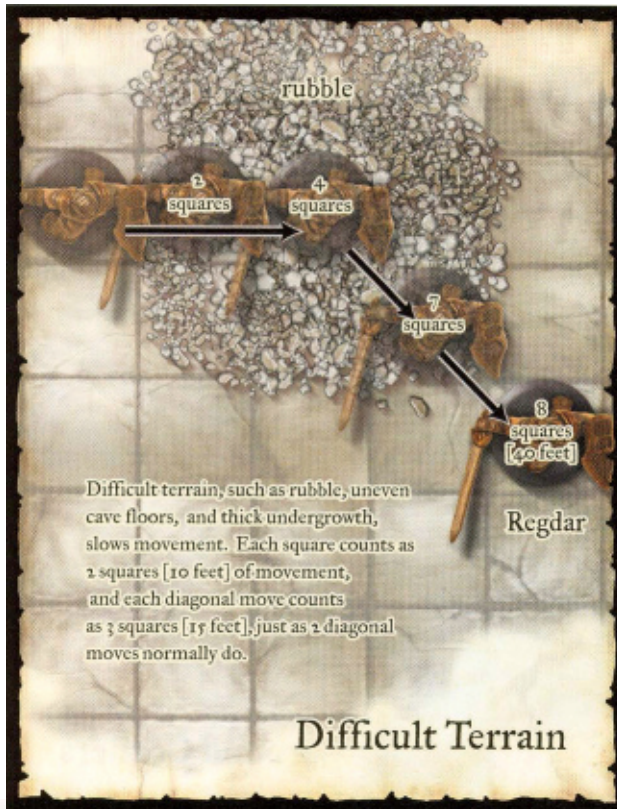 rubble
2
squares
4
squares
7
squares
8
squares
[40 feet]
Regdar
Difficult terrain, such as rubble, uneven
cave floors, and thick undergrowth,
slows movement. Each square counts as
2 squares [10 feet] of movement,
and each diagonal move counts
as 3 squares [15 feet], just as 2 diagonal
moves normally do.
Difficult Terrain